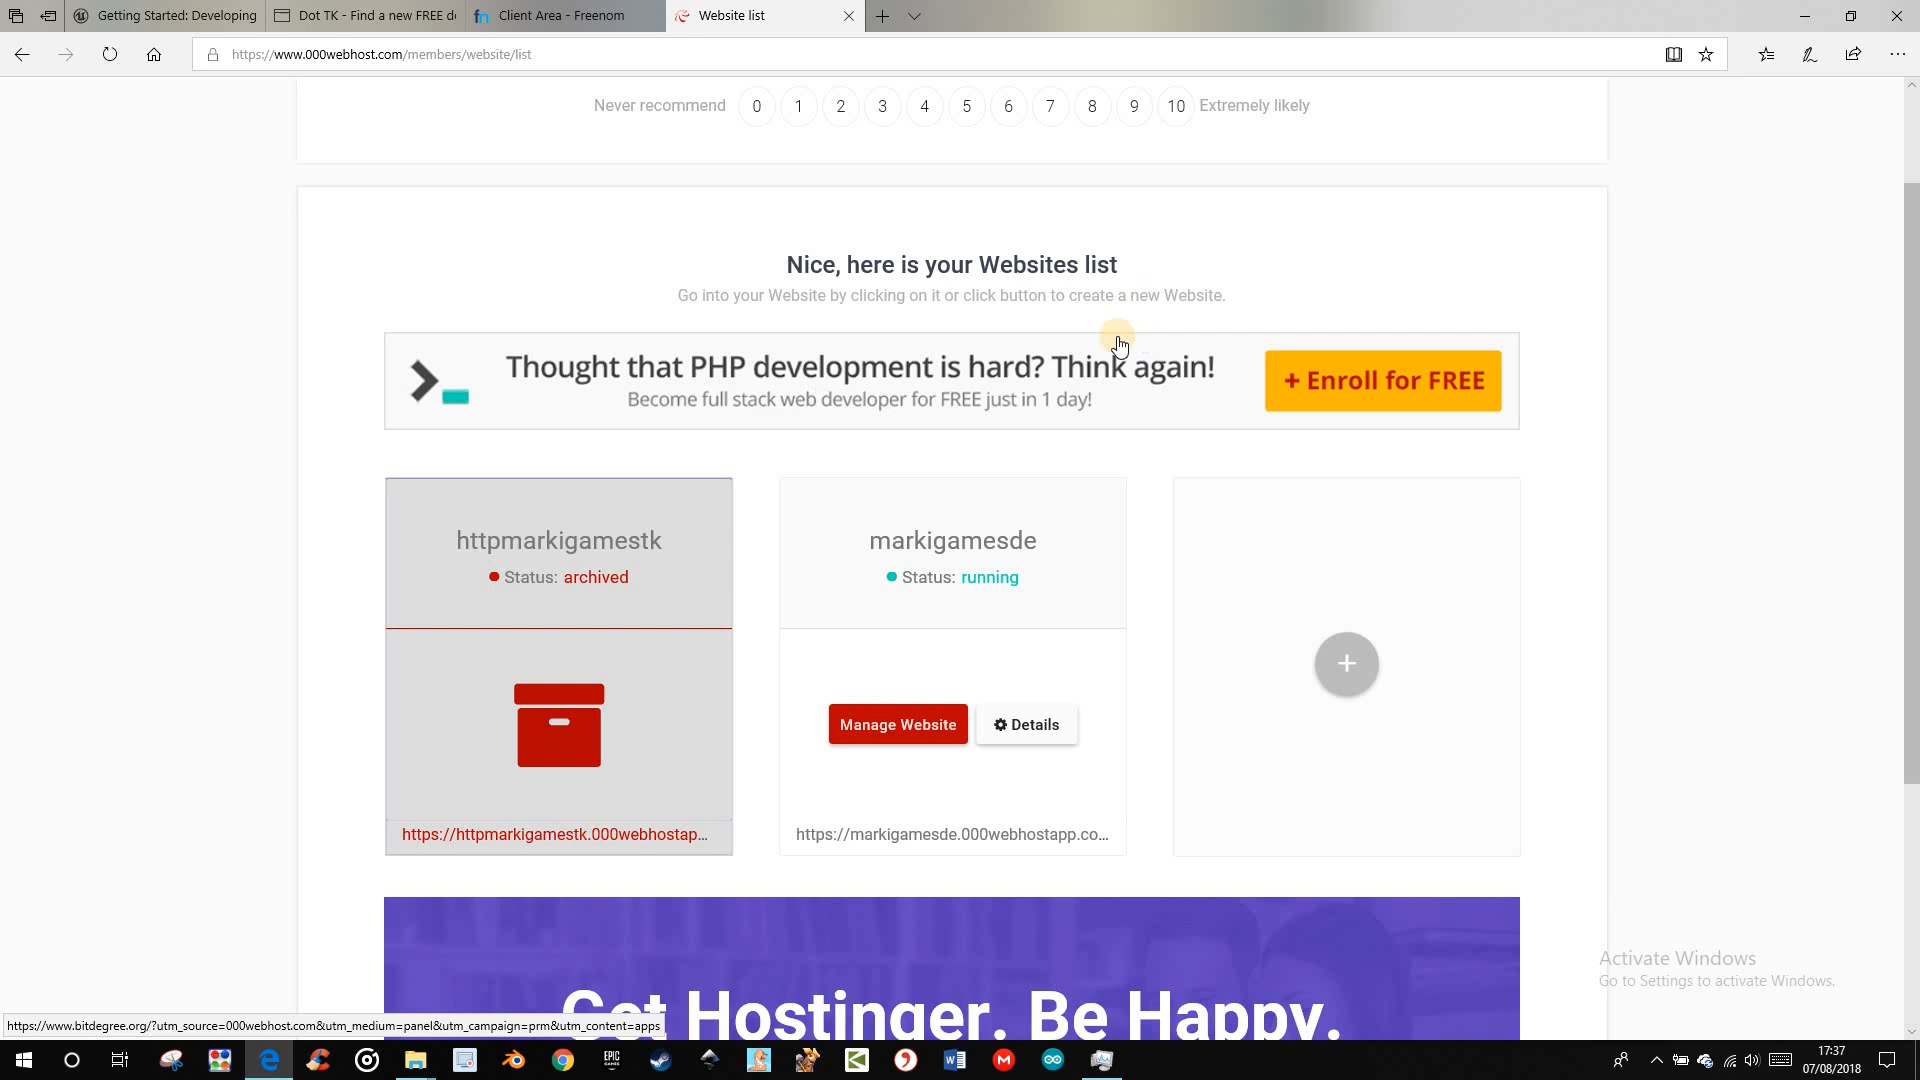 Getting Started: Developing
Dot TK - Find a new FREE do
Client Area - Freenom
Website list
https://www.000webhost.com/members/website/list
Never recommend 0 1 2 3 4 5 6 7 8 9 10 Extremely likely
Nice, here is your Websites list
Go into your Website by clicking on it or click button to create a new Website.
Thought that PHP development is hard? Think again!
Become full stack web developer for FREE just in 1 day!
+ Enroll for FREE
httpmarkigamestk
Status: archived
https://httpmarkigamestk.000webhostap...
markigamesde
Status: running
Manage Website
Details
https://markigamesde.000webhostapp.co...
+
Get Hostinger. Be Happy.
Activate Windows
Go to Settings to activate Windows.
https://www.bitdegree.org/?utm_source=000webhost.com&utm_medium=panel&utm_campaign=prm&utm_content=apps
EPIC
GAMES
17:37
07/08/2018